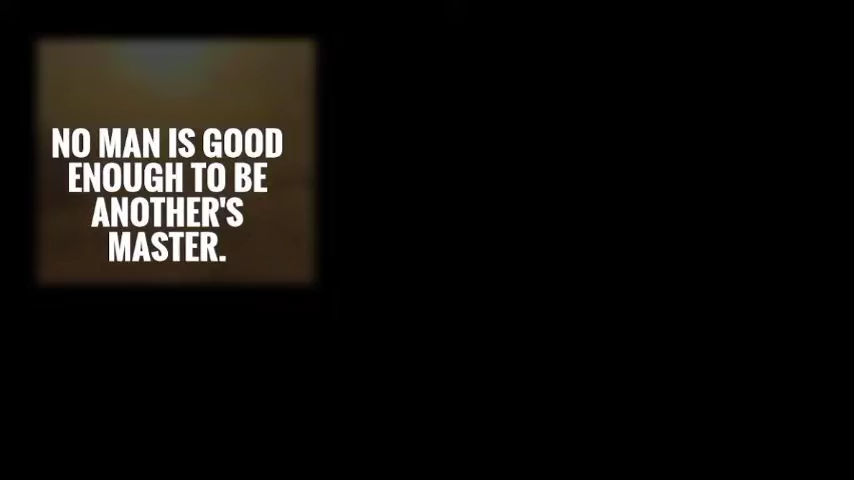 NO MAN IS GOOD
ENOUGH TO BE
ANOTHER'S
MASTER.